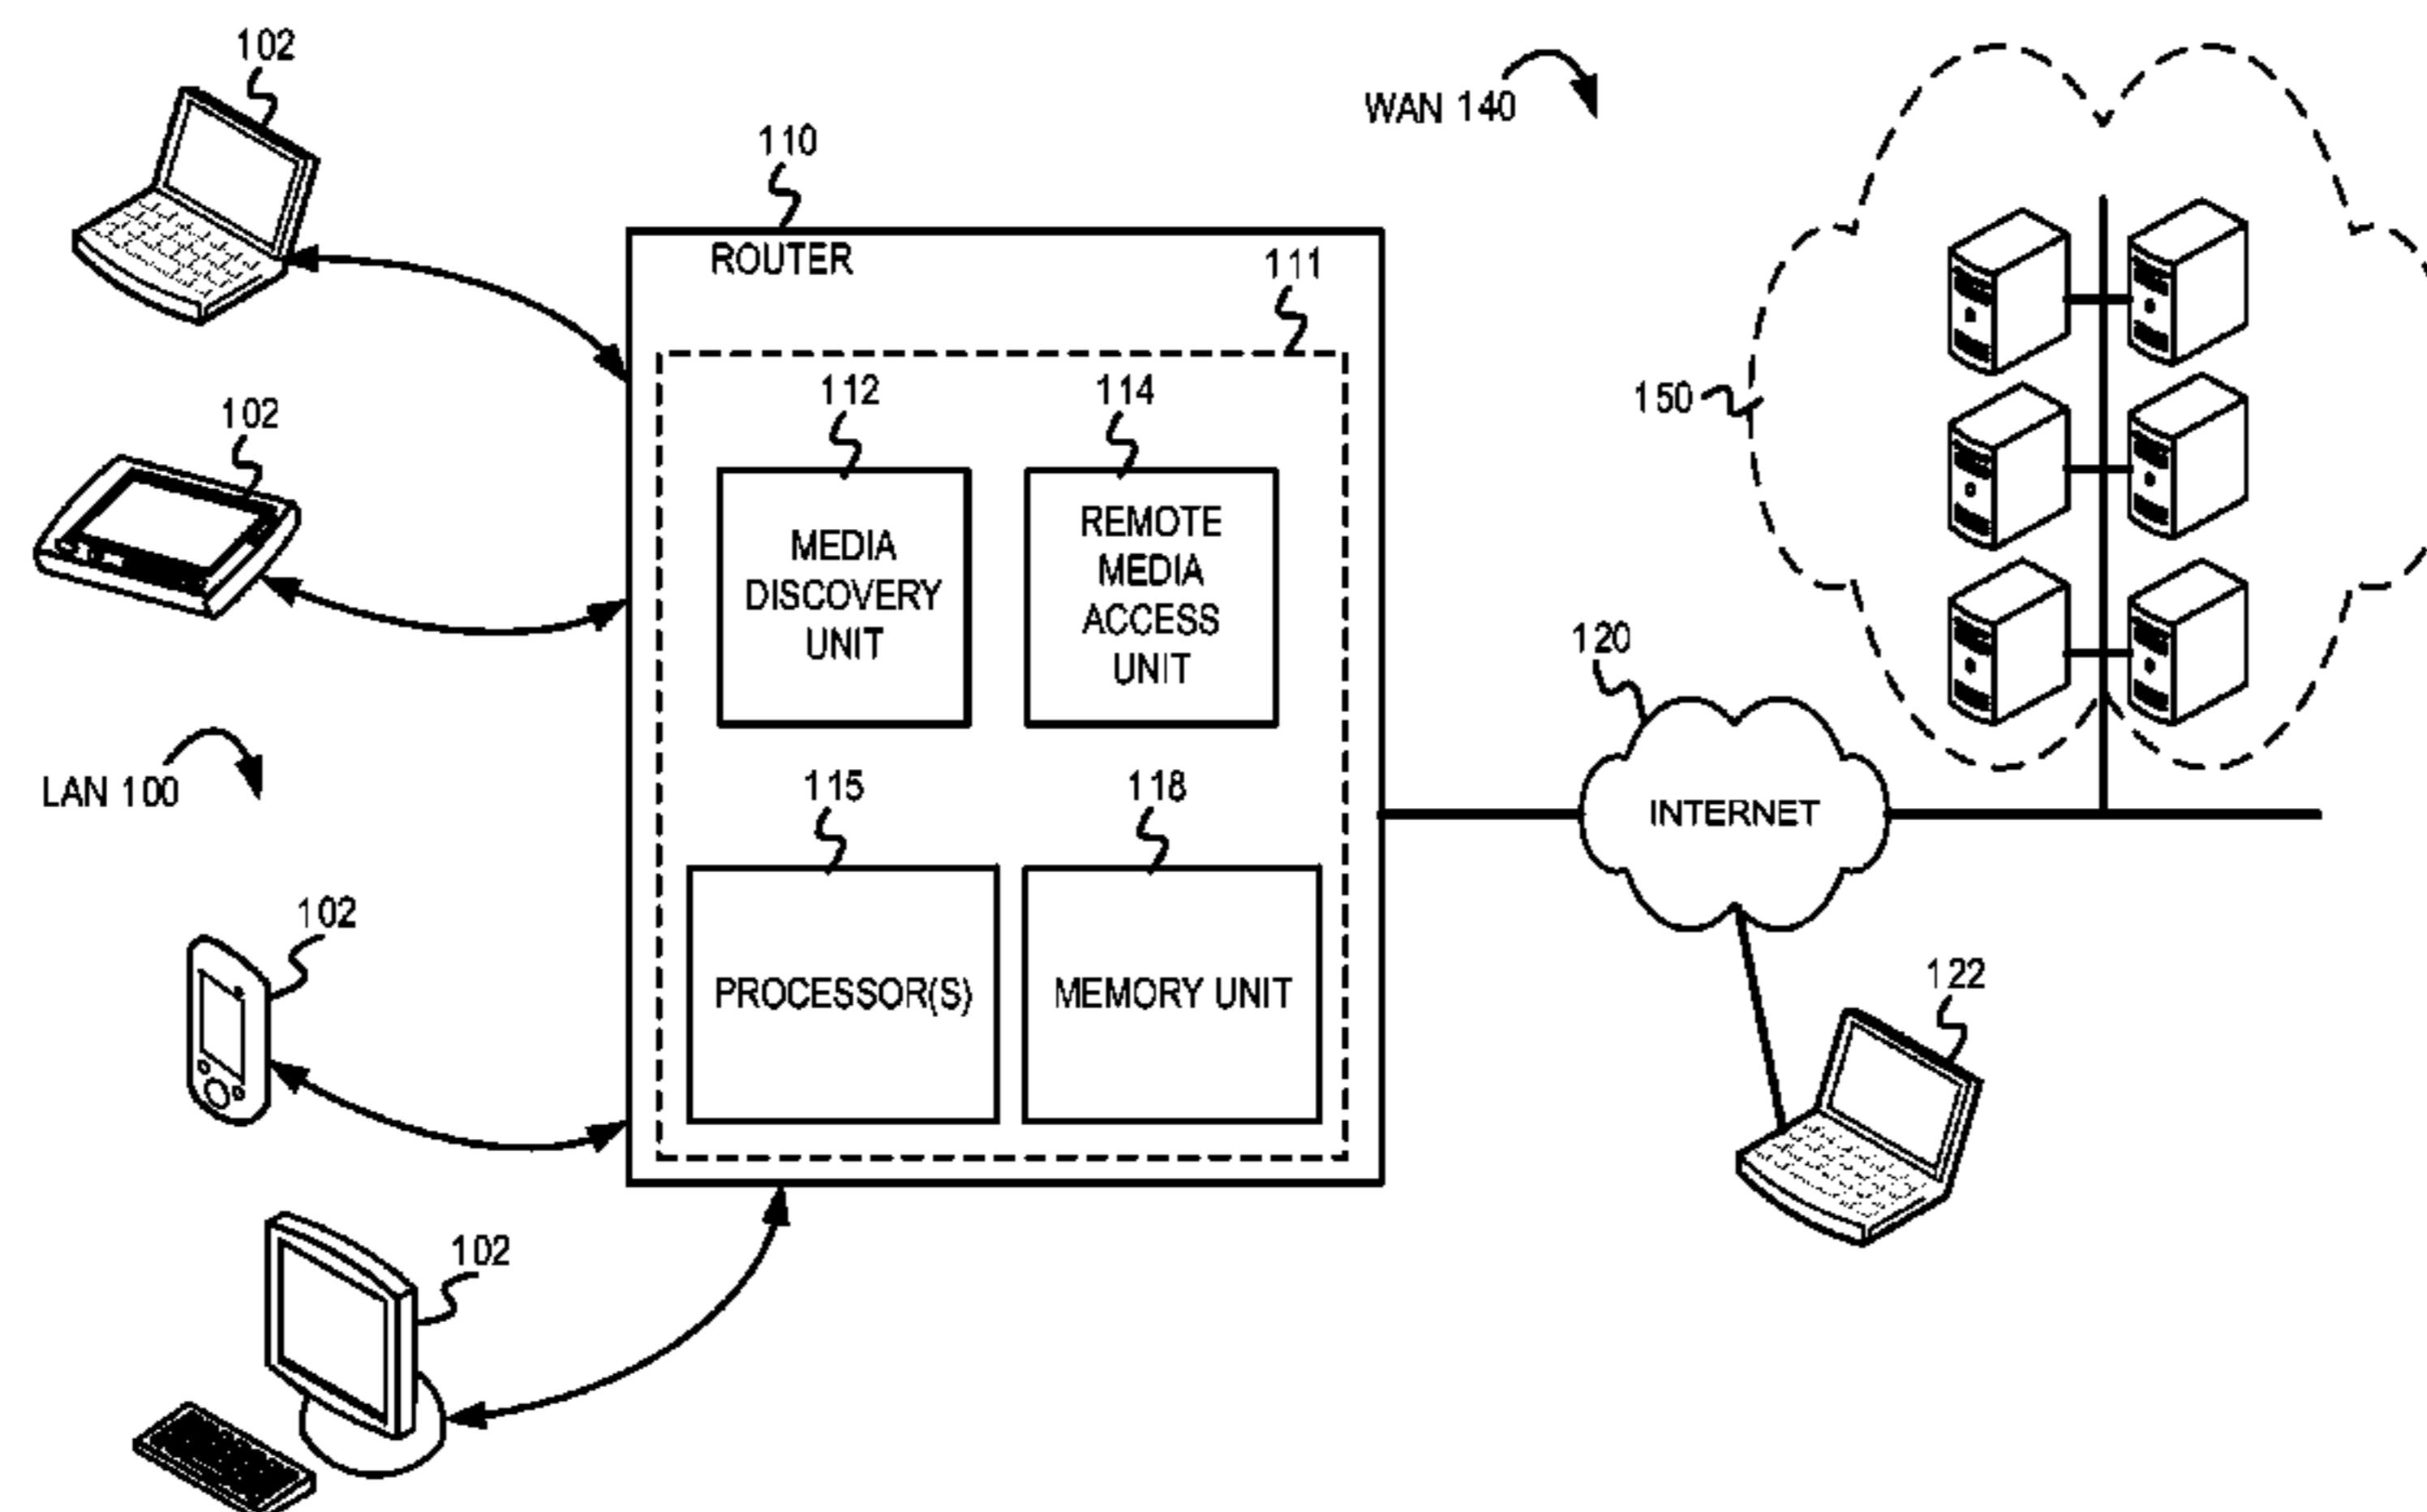 102
WAN 140
110
ROUTER
111
112
114
150
102
MEDIA
DISCOVERY
UNIT
REMOTE
MEDIA
ACCESS
UNIT
120
LAN 100
115
118
INTERNET
102
PROCESSOR(S)
MEMORY UNIT
122
102